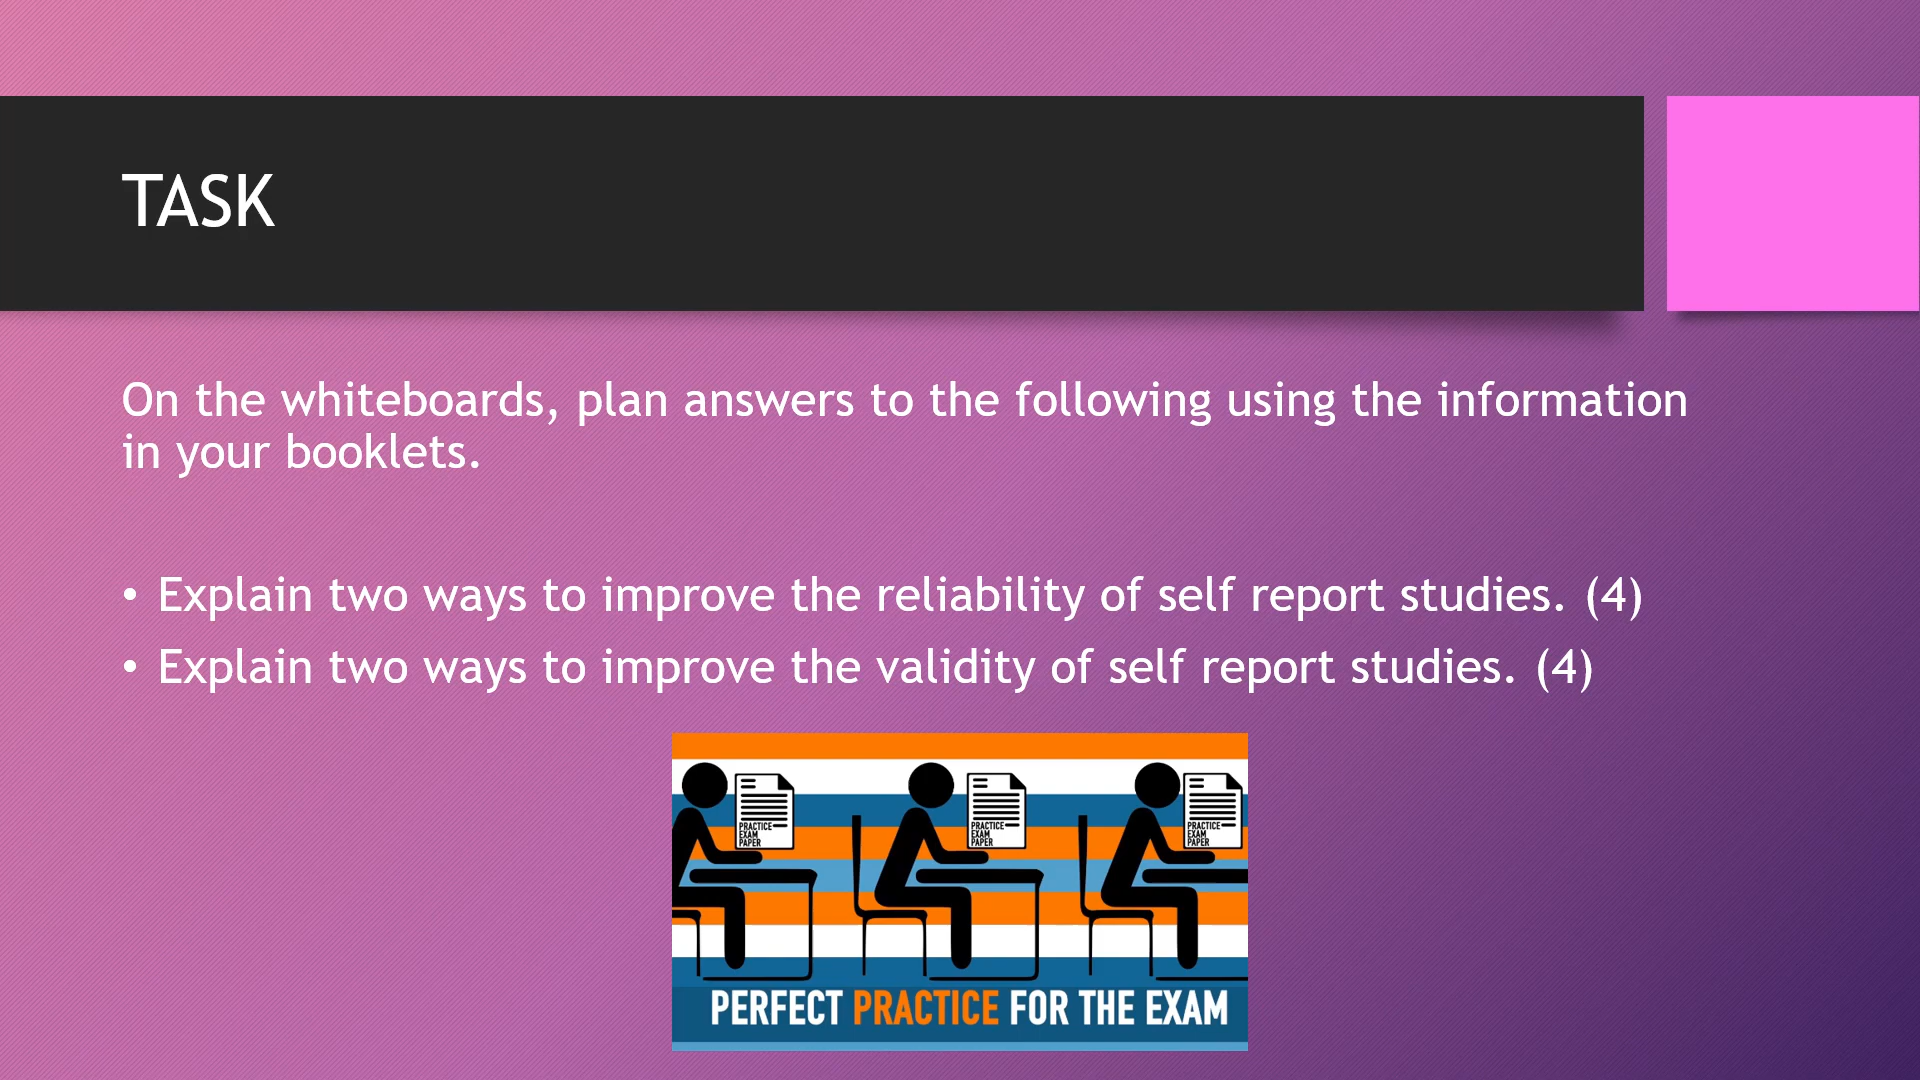 TASK
On the whiteboards, plan answers to the following using the information
in your booklets.
• Explain two ways to improve the reliability of self report studies. (4)
• Explain two ways to improve the validity of self report studies. (4)
PRACTICE
EXAM
PAPER
PRACTICE
EXAM
PAPER
PRACTICE
EXAM
PAPER
PERFECT PRACTICE FOR THE EXAM